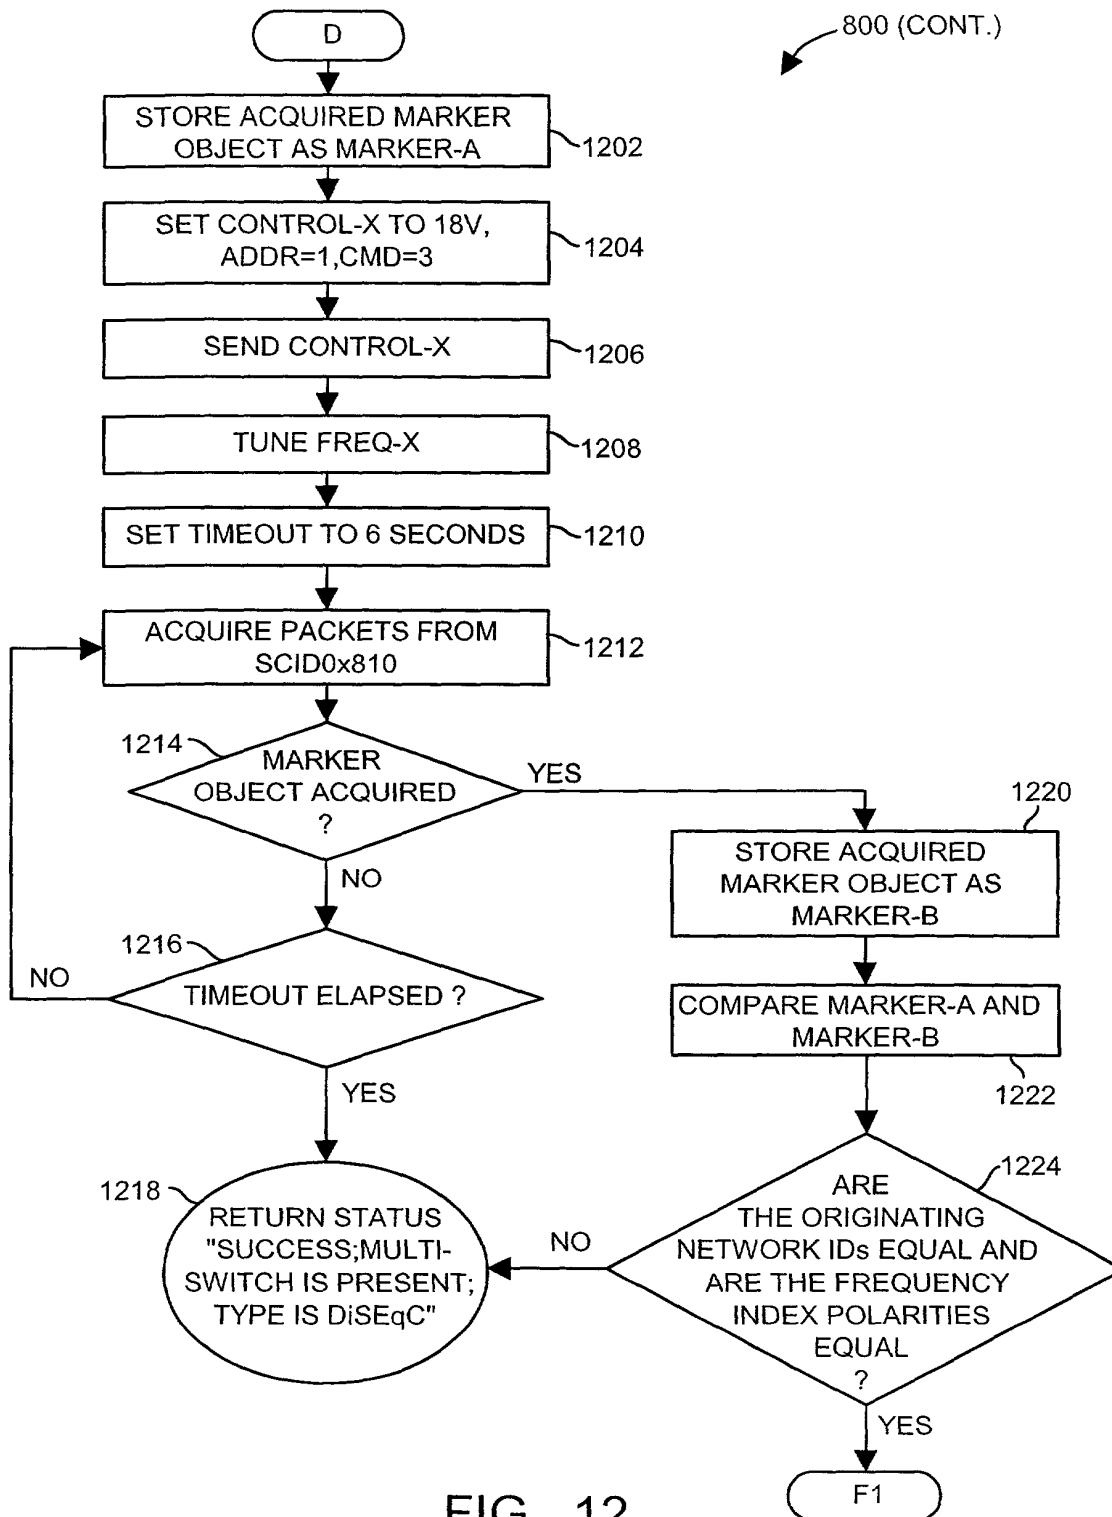 D
800 (CONT.)
STORE ACQUIRED MARKER
OBJECT AS MARKER-A
1202
SET CONTROL-X TO 18V,
ADDR=1,CMD=3
1204
SEND CONTROL-X
1206
TUNE FREQ-X
1208
SET TIMEOUT TO 6 SECONDS
1210
ACQUIRE PACKETS FROM
SCID0x810
1212
1214
MARKER
OBJECT ACQUIRED
?
YES
NO
1216
TIMEOUT ELAPSED ?
NO
YES
1218
RETURN STATUS
"SUCCESS;MULTI-
SWITCH IS PRESENT;
TYPE IS DiSEqC"
1220
STORE ACQUIRED
MARKER OBJECT AS
MARKER-B
COMPARE MARKER-A AND
MARKER-B
1222
1224
ARE
THE ORIGINATING
NETWORK IDs EQUAL AND
ARE THE FREQUENCY
INDEX POLARITIES
EQUAL
?
NO
YES
F1
FIG. 12